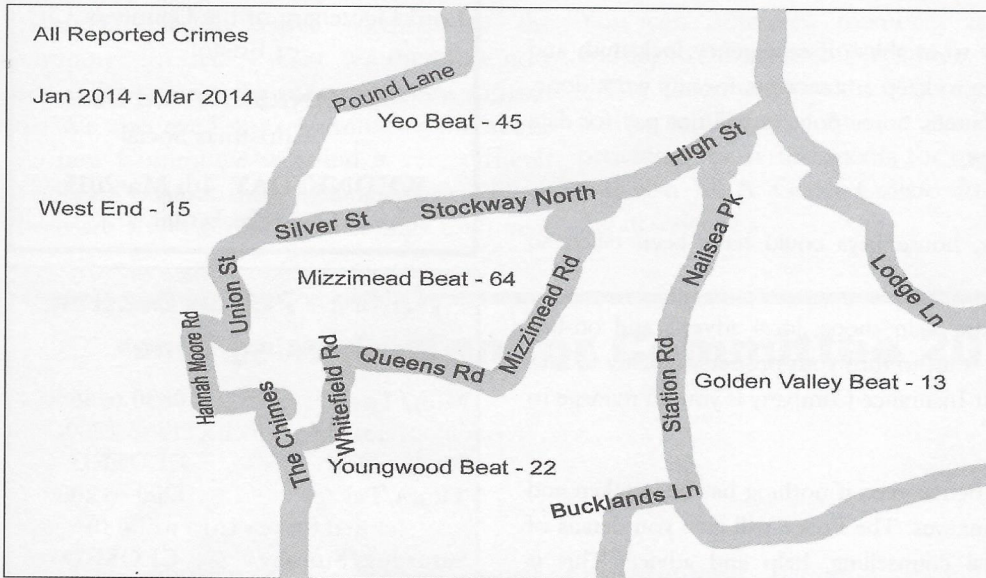 All Reported Crimes
Jan 2014 - Mar 2014
Pound Lane
Yeo Beat - 45
High St
West End - 15
Silver St
Stockway North
Nailsea Pk
Lodge Ln
Mizzimead Beat - 64
Union St
Hannah Moore Rd
Mizzimead Rd
Whitefield Rd
Queens Rd
Station Rd
Golden Valley Beat - 13
The Chimes
Youngwood Beat - 22
Bucklands Ln